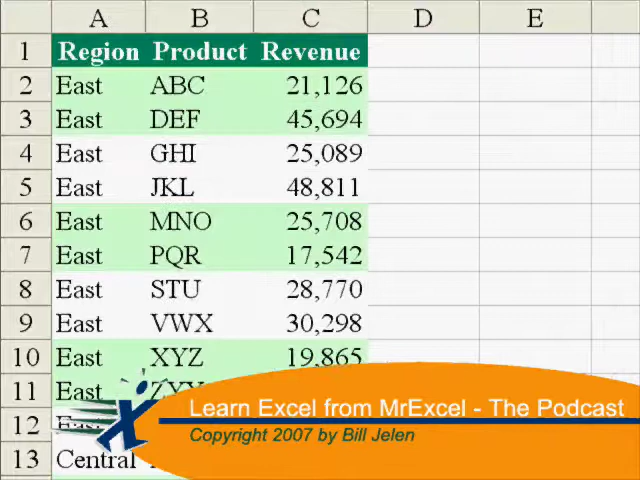 A B C D E
1 Region Product Revenue
2 East ABC 21,126
3 East DEF 45,694
4 East GHI 25,089
5 East JKL 48,811
6 East MNO 25,708
7 East PQR 17,542
8 East STU 28,770
9 East VWX 30,298
10 East XYZ 19,865
11 East
12 East
13 Central
Learn Excel from MrExcel - The Podcast
Copyright 2007 by Bill Jelen